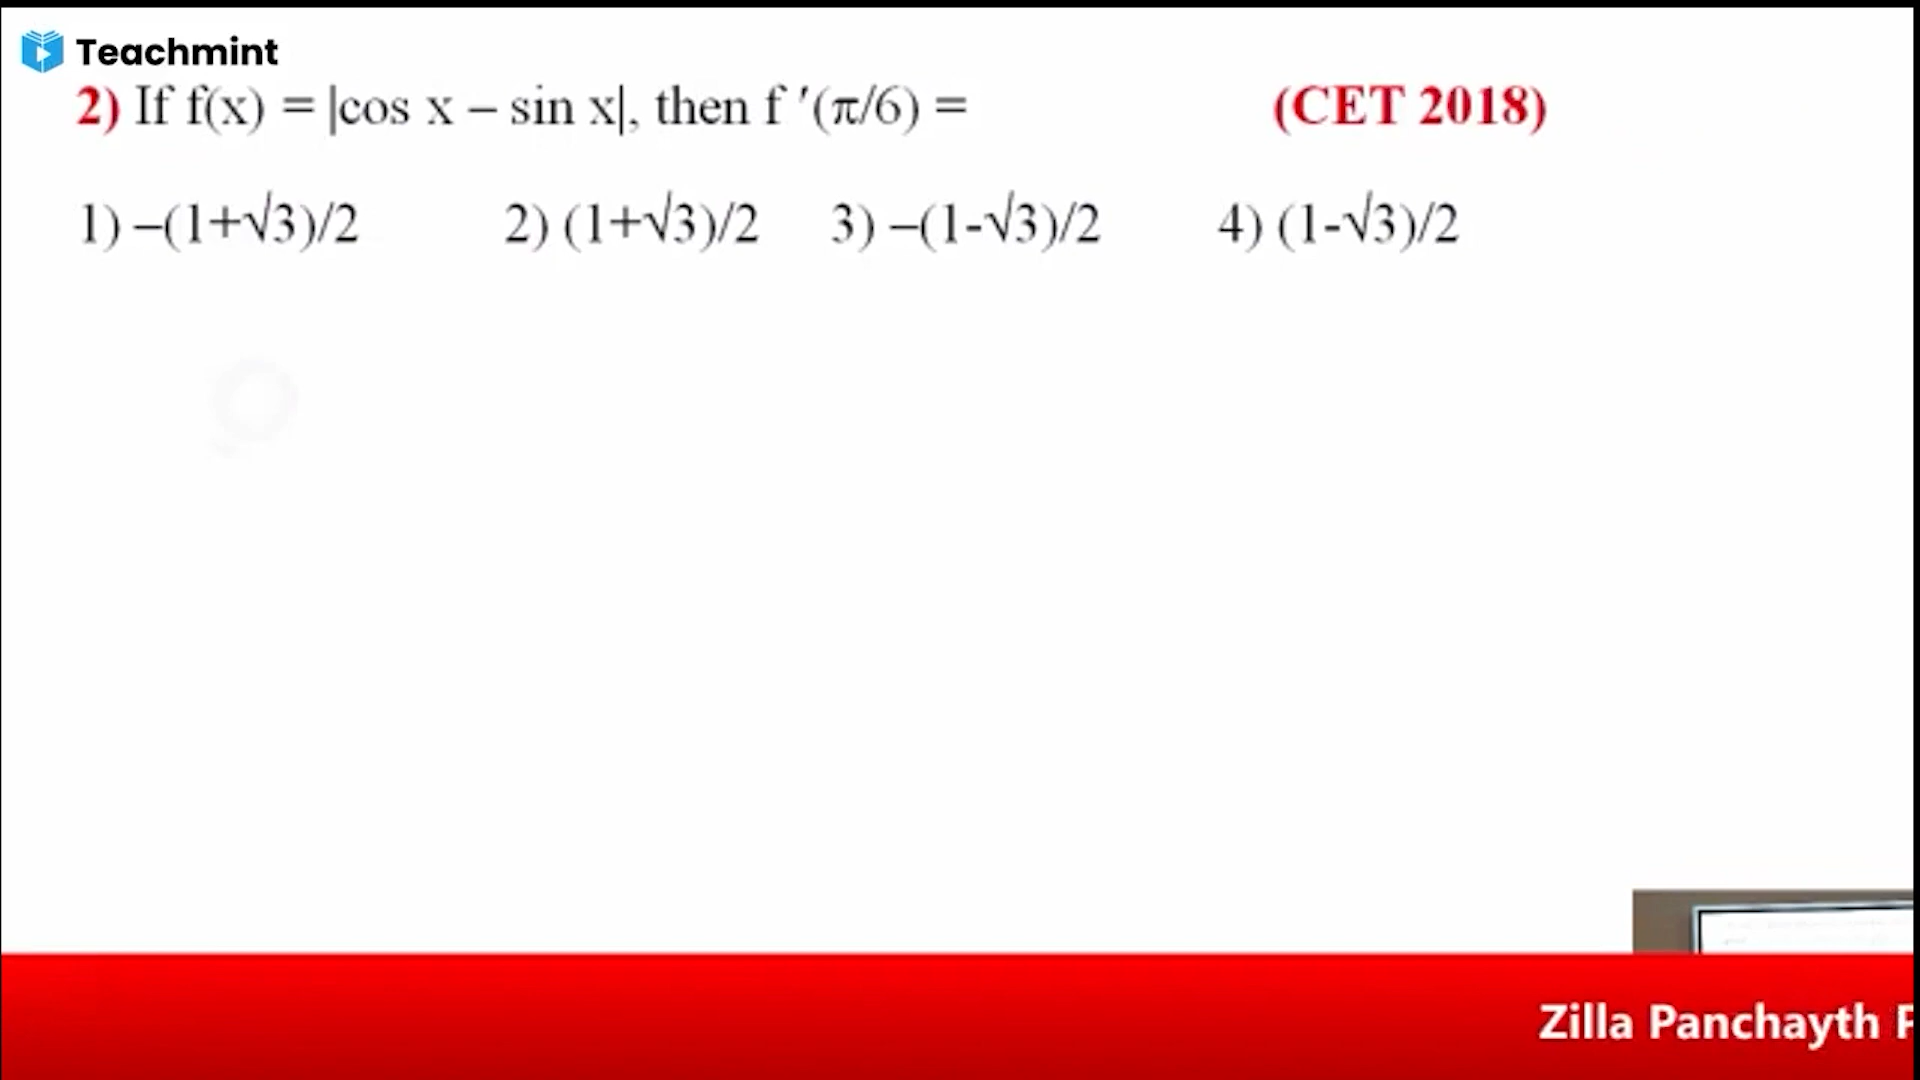 Teachmint
2) If f(x) = |cos x – sin x|, then f ′(π/6) = (CET 2018)
1) –(1+√3)/2 2) (1+√3)/2 3) –(1-√3)/2 4) (1-√3)/2
Zilla Panchayth